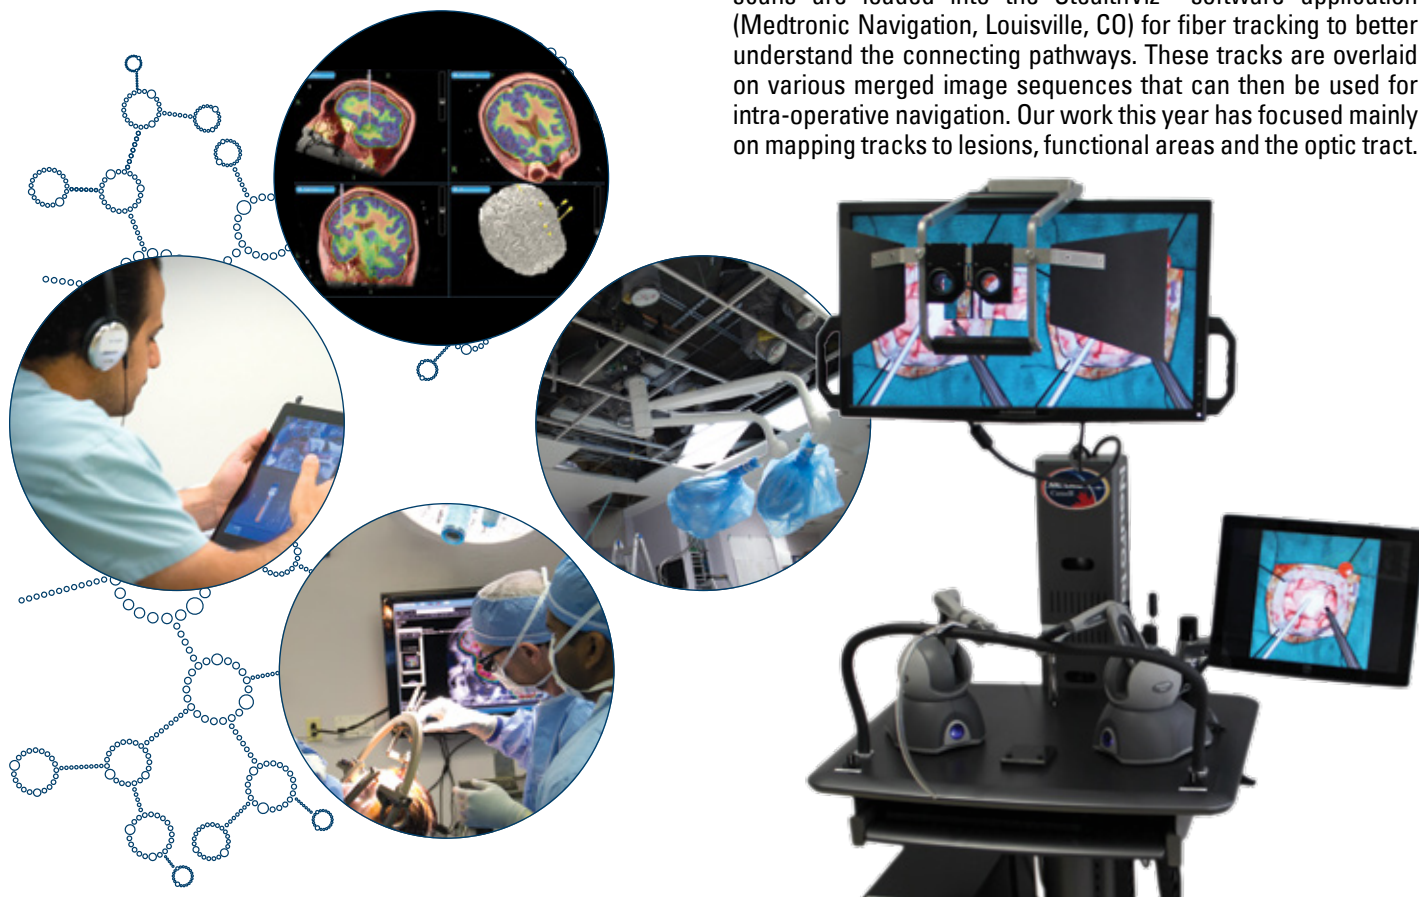 (Medtronic Navigation, Louisville, CO) for fiber tracking to better
understand the connecting pathways. These tracks are overlaid
on various merged image sequences that can then be used for
intra-operative navigation. Our work this year has focused mainly
on mapping tracks to lesions, functional areas and the optic tract.